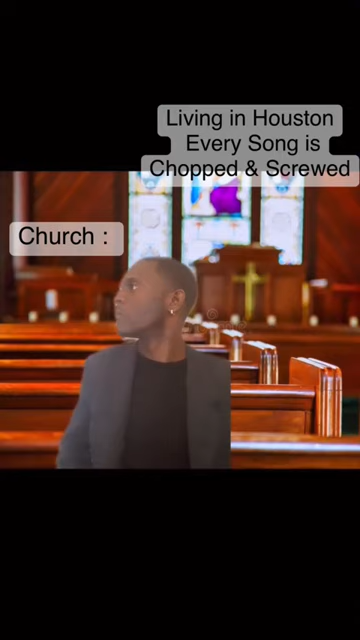 Living in Houston
Every Song is
Chopped & Screwed
Church :